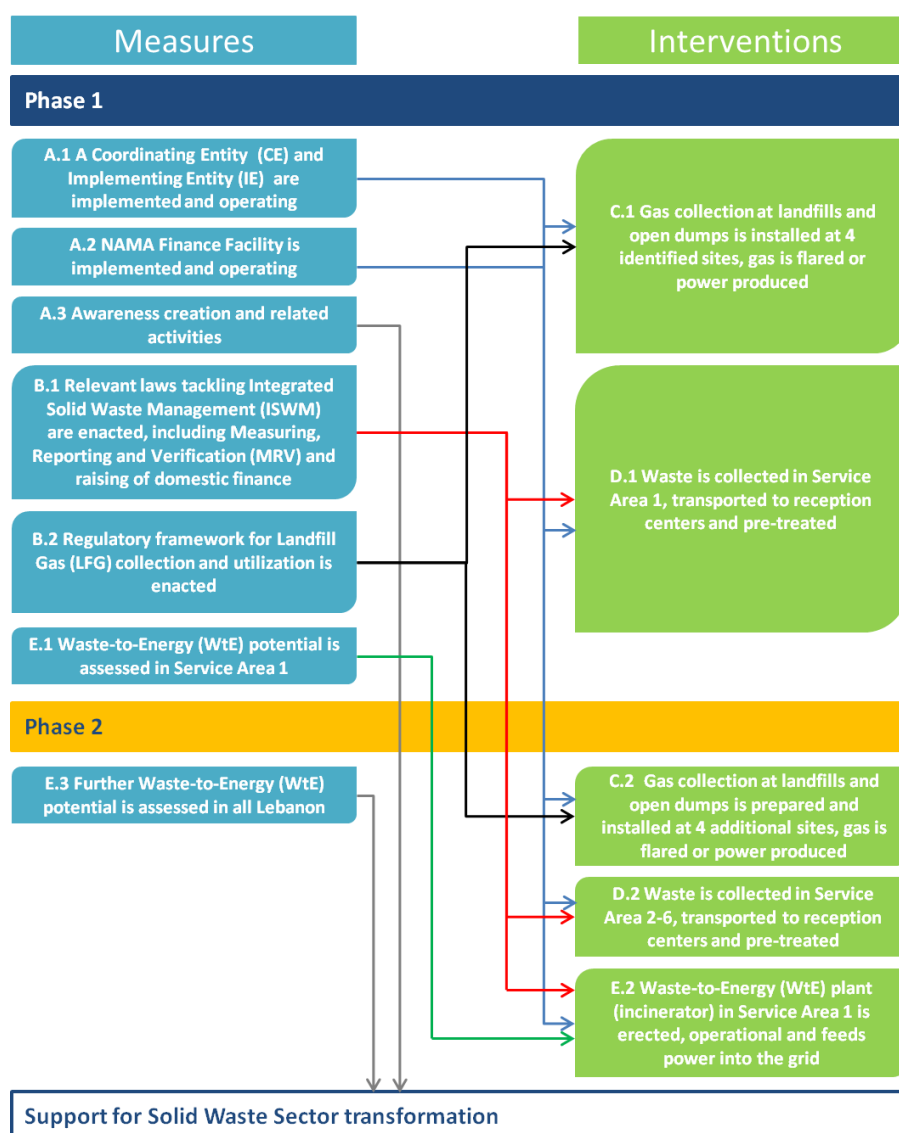 Measures
Interventions
Phase 1
A.1 A Coordinating Entity (CE) and
Implementing Entity (IE) are
implemented and operating
A.2 NAMA Finance Facility is
implemented and operating
A.3 Awareness creation and related
activities
B.1 Relevant laws tackling Integrated
Solid Waste Management (ISWM)
are enacted, including Measuring,
Reporting and Verification (MRV) and
raising of domestic finance
B.2 Regulatory framework for Landfill
Gas (LFG) collection and utilization is
enacted
E.1 Waste-to-Energy (WtE) potential is
assessed in Service Area 1
C.1 Gas collection at landfills and
open dumps is installed at 4
identified sites, gas is flared or
power produced
D.1 Waste is collected in Service
Area 1, transported to reception
centers and pre-treated
Phase 2
E.3 Further Waste-to-Energy (WtE)
potential is assessed in all Lebanon
C.2 Gas collection at landfills and
open dumps is prepared and
installed at 4 additional sites, gas is
flared or power produced
D.2 Waste is collected in Service
Area 2-6, transported to reception
centers and pre-treated
E.2 Waste-to-Energy (WtE) plant
(incinerator) in Service Area 1 is
erected, operational and feeds
power into the grid
Support for Solid Waste Sector transformation